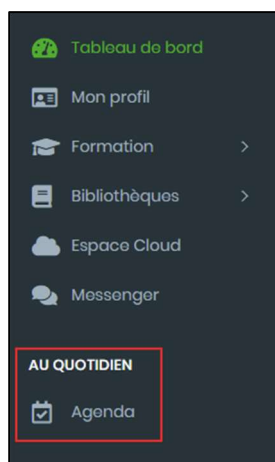 Tableau de bord
Mon profil
Formation
Bibliothèques
Espace Cloud
Messenger
AU QUOTIDIEN
Agenda